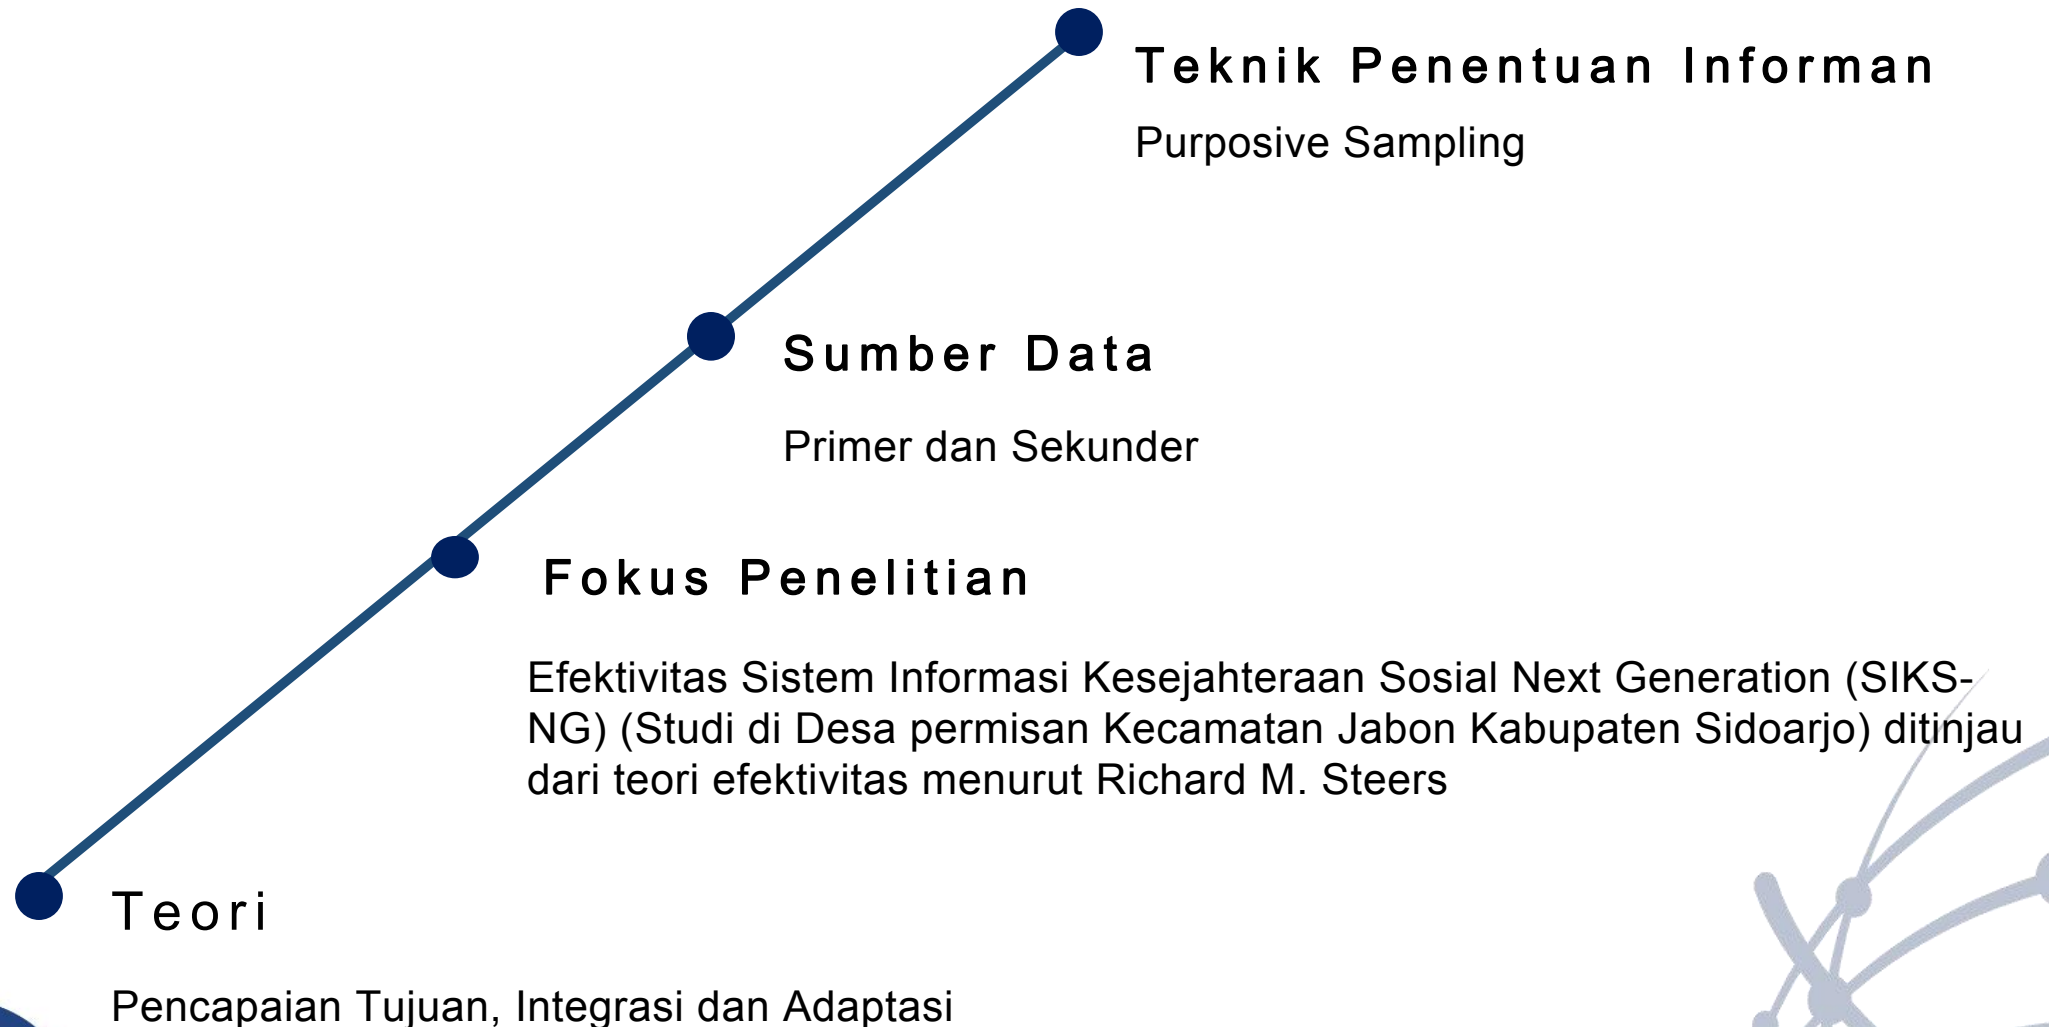 Teknik Penentuan Informan
Purposive Sampling
Sumber Data
Primer dan Sekunder
Fokus Penelitian
Efektivitas Sistem Informasi Kesejahteraan Sosial Next Generation (SIKS-
NG) (Studi di Desa permisan Kecamatan Jabon Kabupaten Sidoarjo) ditinjau
dari teori efektivitas menurut Richard M. Steers
Teori
Pencapaian Tujuan, Integrasi dan Adaptasi